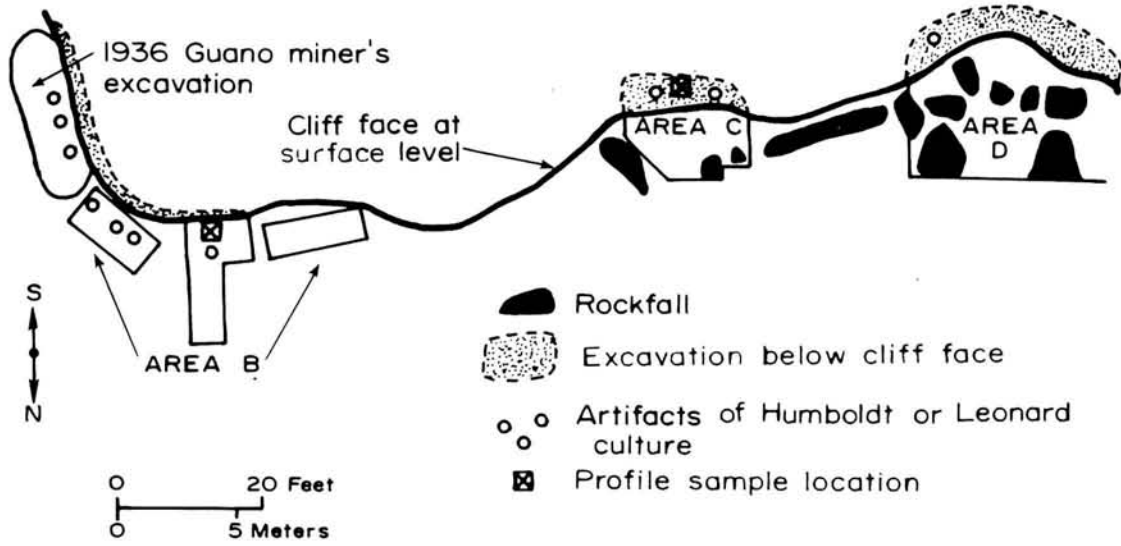 1936 Guano miner's
excavation
Cliff face at
surface level
AREA C
AREA
D
AREA B
S
N
Rockfall
Excavation below cliff face
Artifacts of Humboldt or Leonard
culture
Profile sample location
0 20 Feet
0 5 Meters